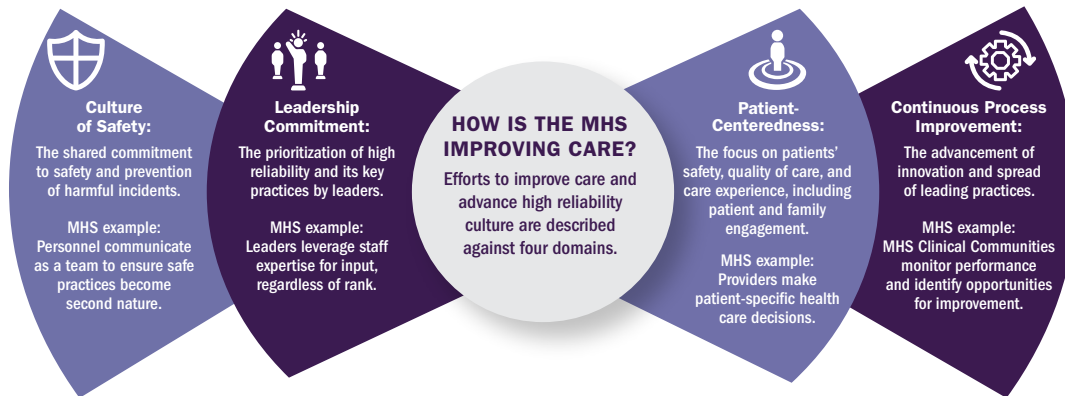 Culture
of Safety:
The shared commitment
to safety and prevention
of harmful incidents.
MHS example:
Personnel communicate
as a team to ensure safe
practices become
second nature.
Leadership
Commitment:
The prioritization of high
reliability and its key
practices by leaders.
MHS example:
Leaders leverage staff
expertise for input,
regardless of rank.
HOW IS THE MHS
IMPROVING CARE?
Efforts to improve care and
advance high reliability
culture are described
against four domains.
Patient-
Centeredness:
The focus on patients'
safety, quality of care, and
care experience, including
patient and family
engagement.
MHS example:
Providers make
patient-specific health
care decisions.
Continuous Process
Improvement:
The advancement of
innovation and spread
of leading practices.
MHS example:
MHS Clinical Communities
monitor performance
and identify opportunities
for improvement.